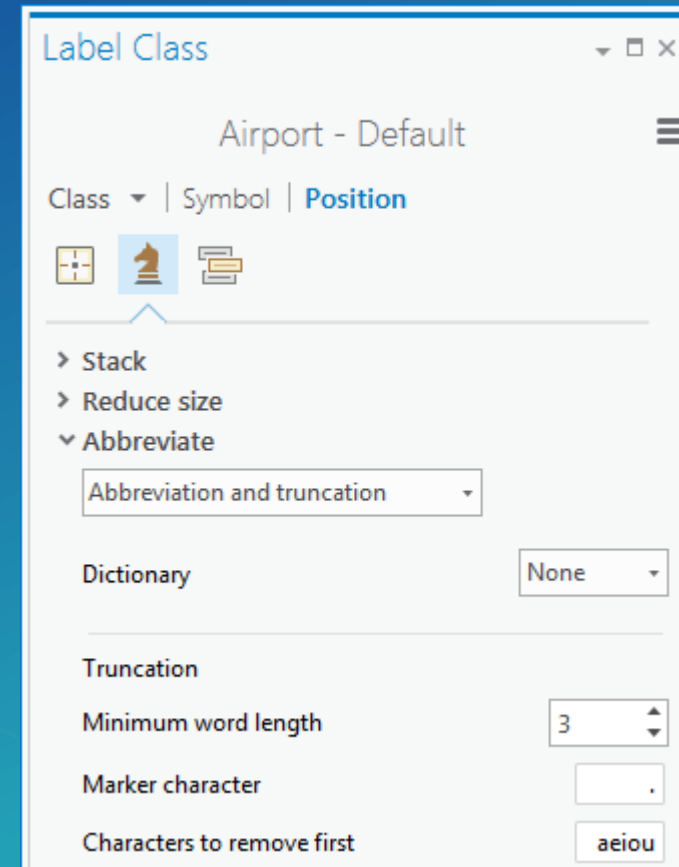 Label Class
Airport - Default
Class | Symbol | Position
Stack
Reduce size
Abbreviate
Abbreviation and truncation
Dictionary None
Truncation
Minimum word length 3
Marker character .
Characters to remove first aeiou